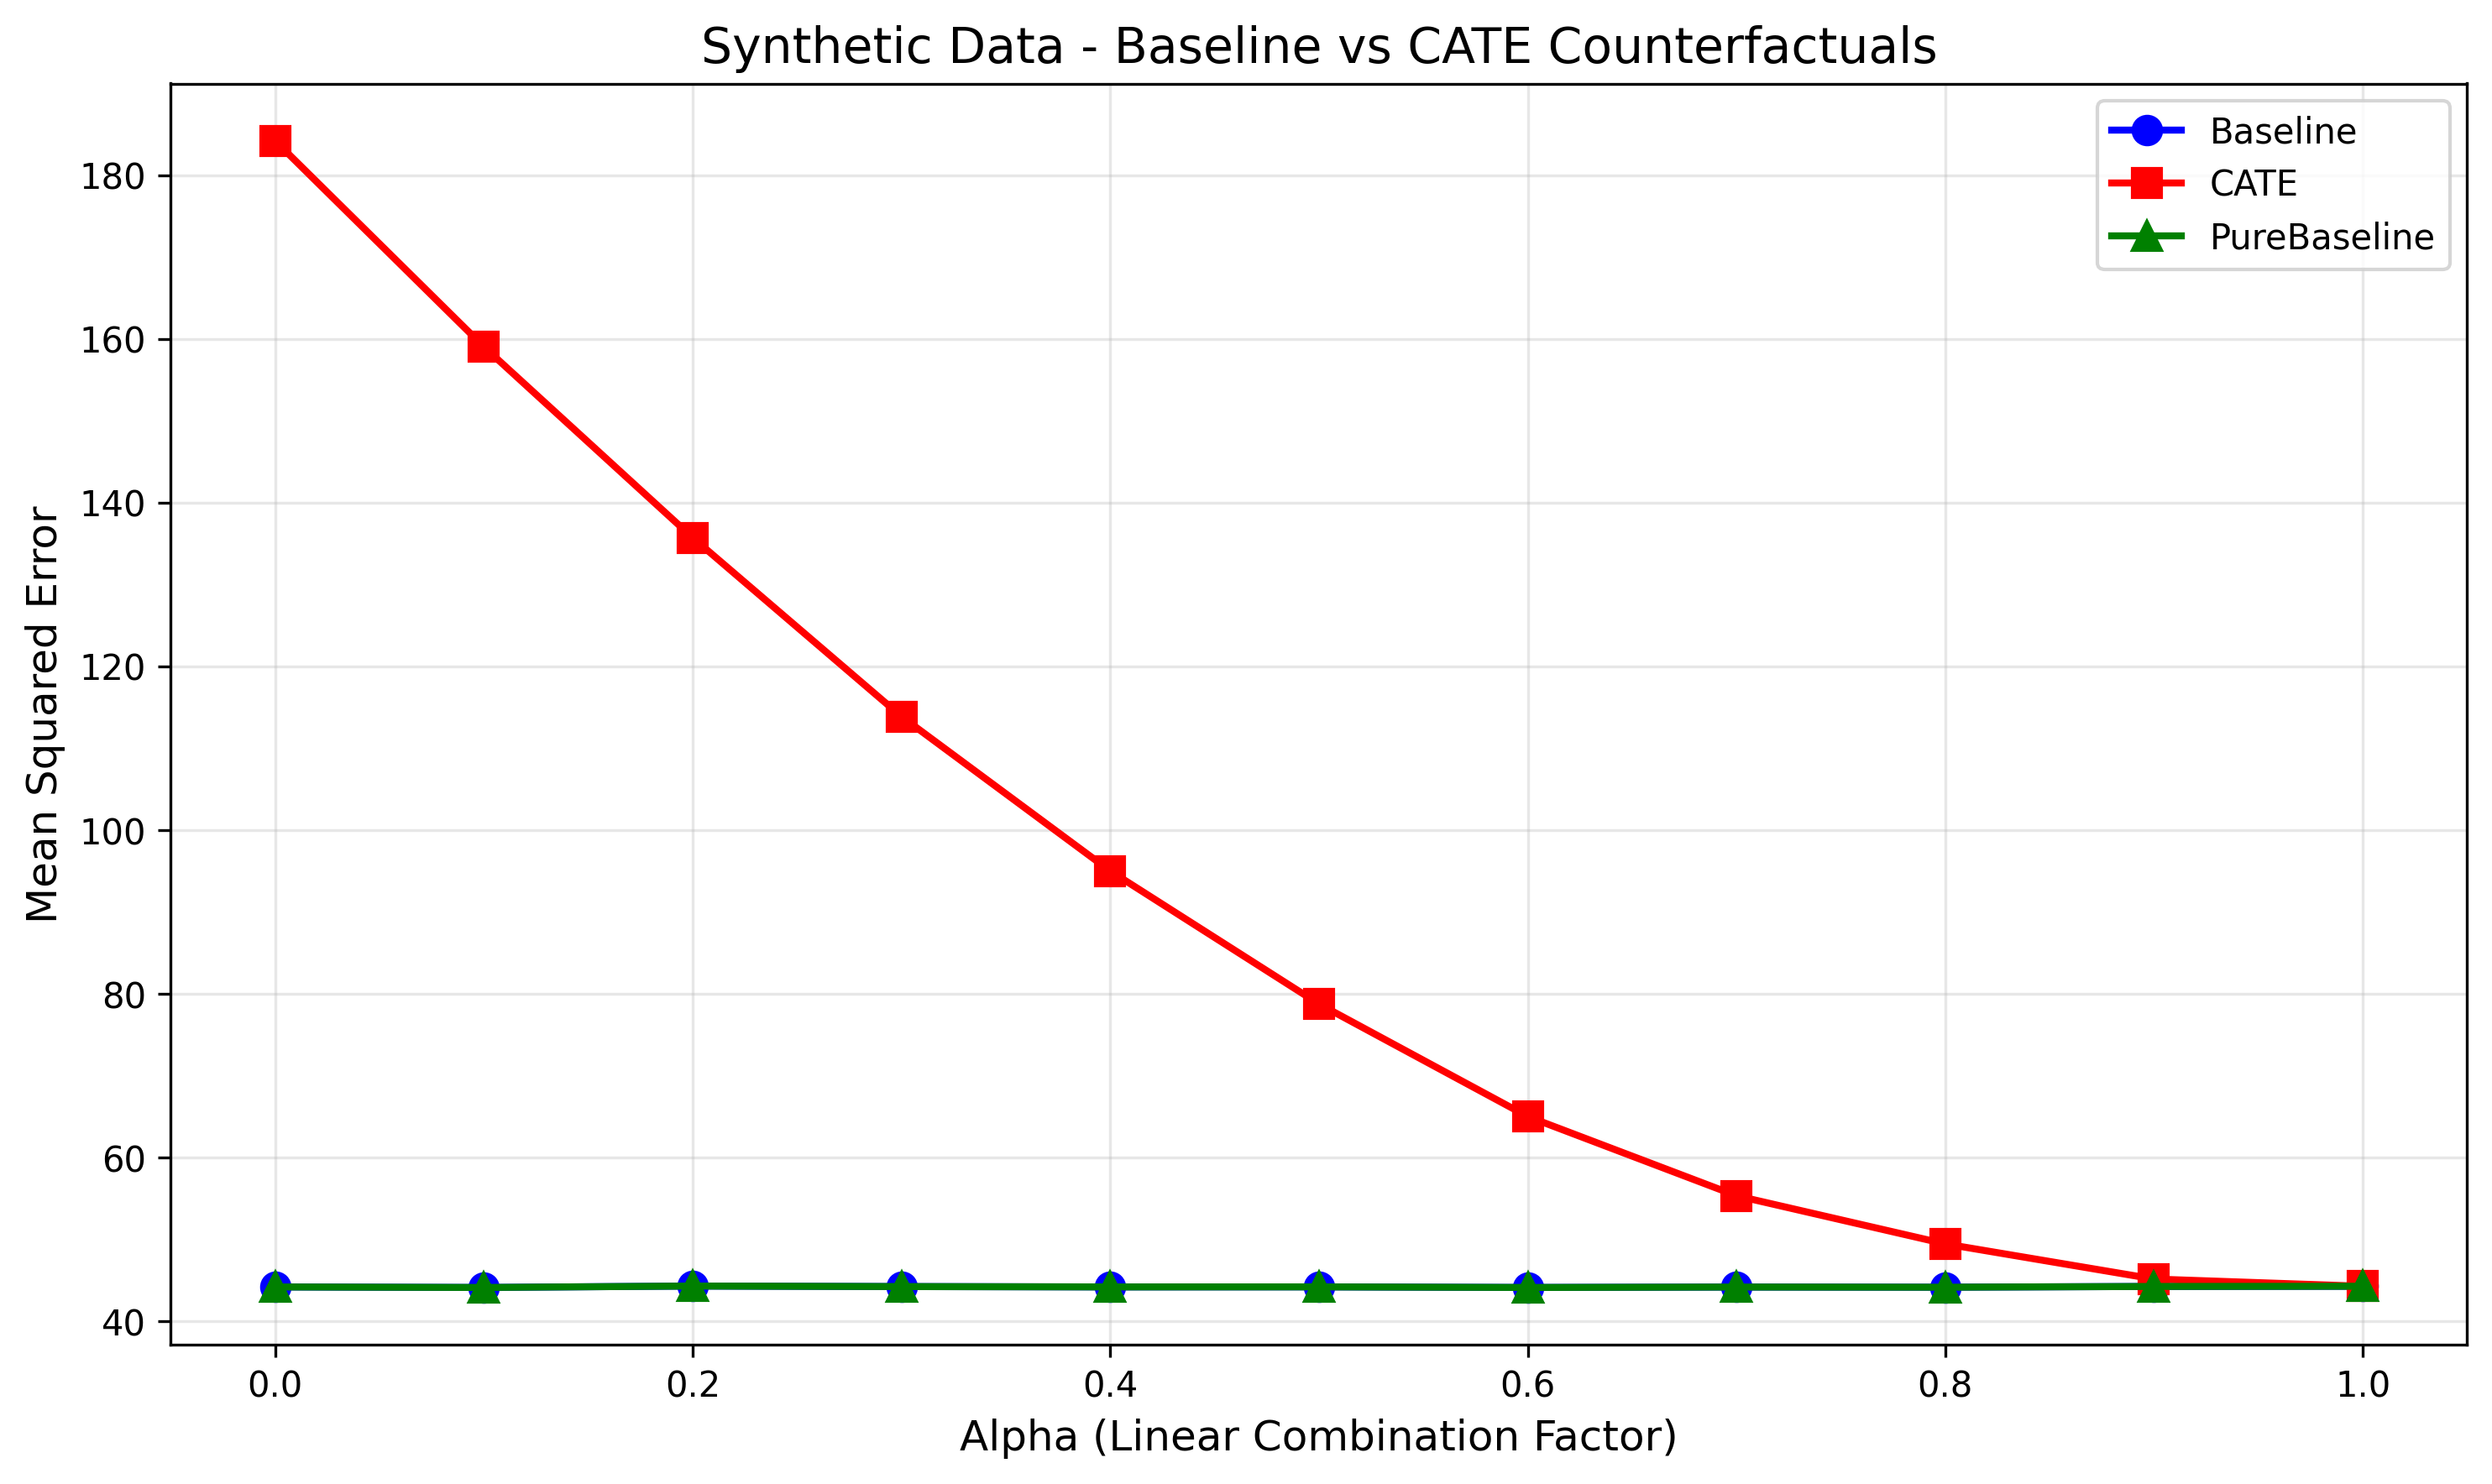 Synthetic Data - Baseline vs CATE Counterfactuals
Baseline
CATE
PureBaseline
Mean Squared Error
180
160
140
120
100
80
60
40
0.0 0.2 0.4 0.6 0.8 1.0
Alpha (Linear Combination Factor)